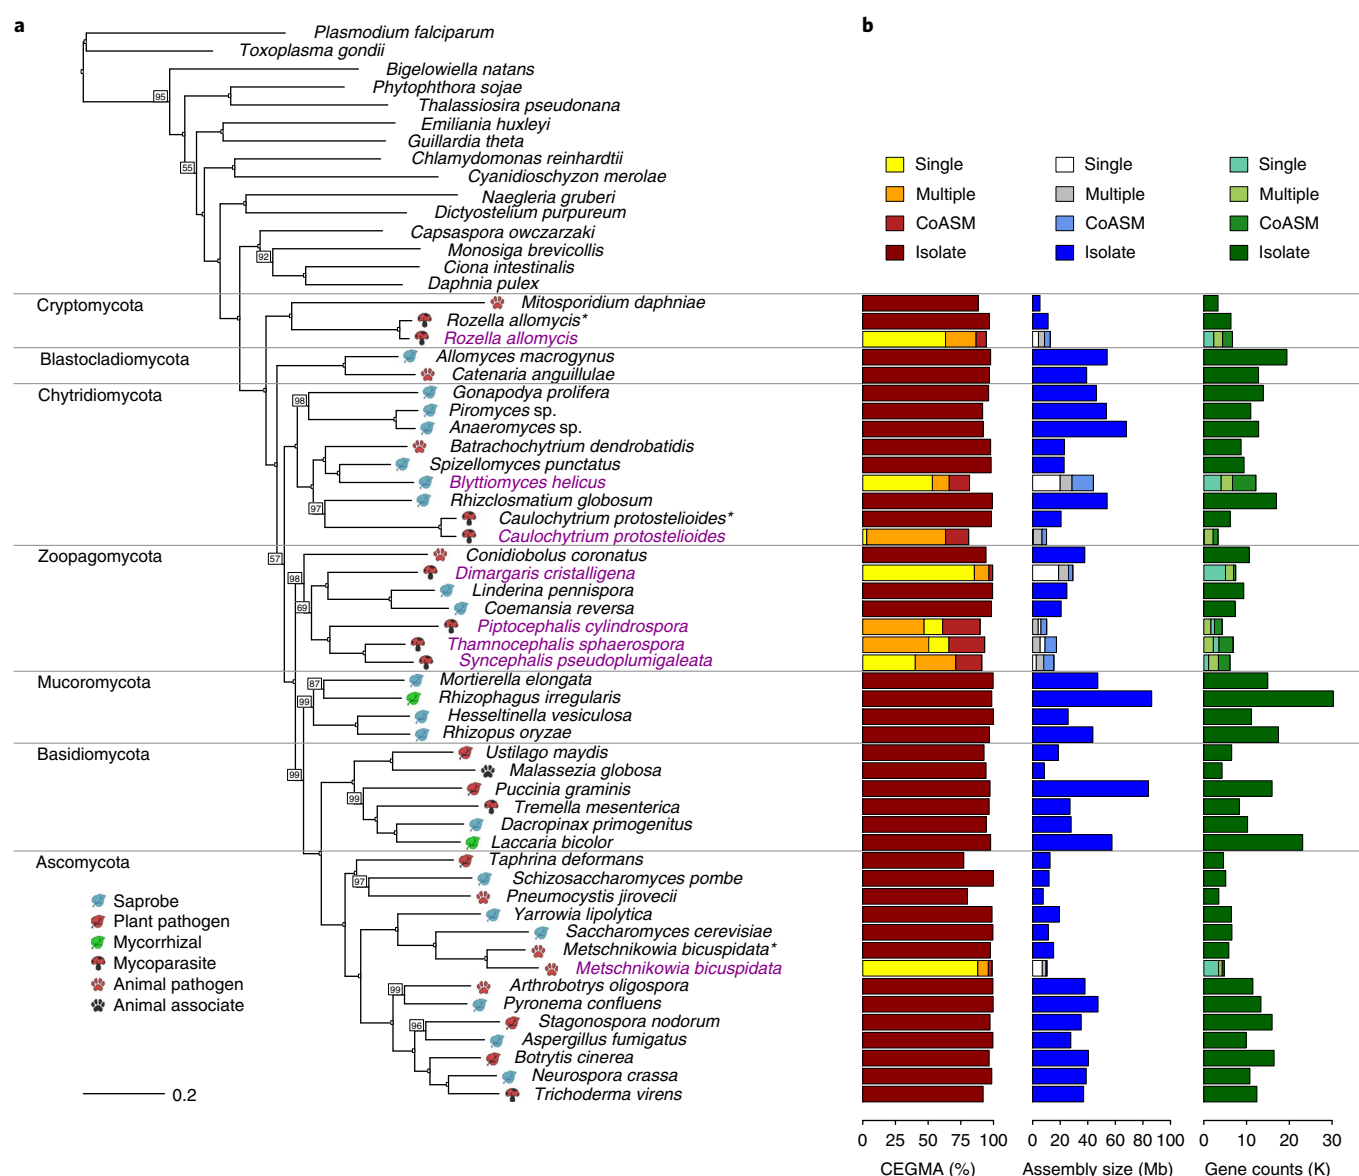 a
b
Plasmodium falciparum
Toxoplasma gondii
Bigelowiella natans
Phytophthora sojae
95
Thalassiosira pseudonana
Emiliania huxleyi
Guillardia theta
55
Chlamydomonas reinhardtii
Cyanidioschyzon merolae
Naegleria gruberi
Dictyostelium purpureum
Capsaspora owczarzaki
Monosiga brevicollis
92
Ciona intestinalis
Daphnia pulex
Single Single Single
Multiple Multiple Multiple
CoASM CoASM CoASM
Isolate Isolate Isolate
Cryptomycota
Mitosporidium daphniae
Rozella allomycis*
Rozella allomycis
Blastocladiomycota
Allomyces macrogynus
Catenaria anguillulae
Chytridiomycota
Gonapodya prolifera
98
Piromyces sp.
Anaeromyces sp.
Batrachochytrium dendrobatidis
Spizellomyces punctatus
Blyttiomyces helicus
Rhizclosmatium globosum
97
Caulochytrium protostelioides*
Caulochytrium protostelioides
Zoopagomycota
57
Conidiobolus coronatus
98
Dimargaris cristalligena
Linderina pennispora
69
Coemansia reversa
Piptocephalis cylindrospora
Thamnocephalis sphaerospora
Syncephalis pseudoplumigaleata
Mucoromycota
87
Mortierella elongata
99
Rhizophagus irregularis
Hesseltinella vesiculosa
Rhizopus oryzae
Basidiomycota
99
Ustilago maydis
Malassezia globosa
Puccinia graminis
99
Tremella mesenterica
Dacropinax primogenitus
Laccaria bicolor
Ascomycota
Taphrina deformans
97
Schizosaccharomyces pombe
Pneumocystis jirovecii
Yarrowia lipolytica
Saccharomyces cerevisiae
Metschnikowia bicuspidata*
Metschnikowia bicuspidata
99
Arthrobotrys oligospora
Pyronema confluens
96
Stagonospora nodorum
Aspergillus fumigatus
Botrytis cinerea
Neurospora crassa
Trichoderma virens
Saprobe
Plant pathogen
Mycorrhizal
Mycoparasite
Animal pathogen
Animal associate
0.2
0 25 50 75 100
CEGMA (%)
0 20 40 60 80 100
Assembly size (Mb)
0 10 20 30
Gene counts (K)